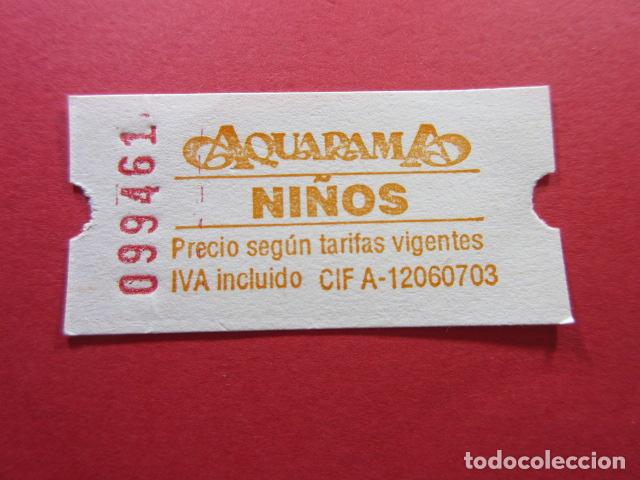 AQUARAMA
NIÑOS
Precio según tarifas vigentes
IVA incluido CIF A-12060703
099461
todocoleccion